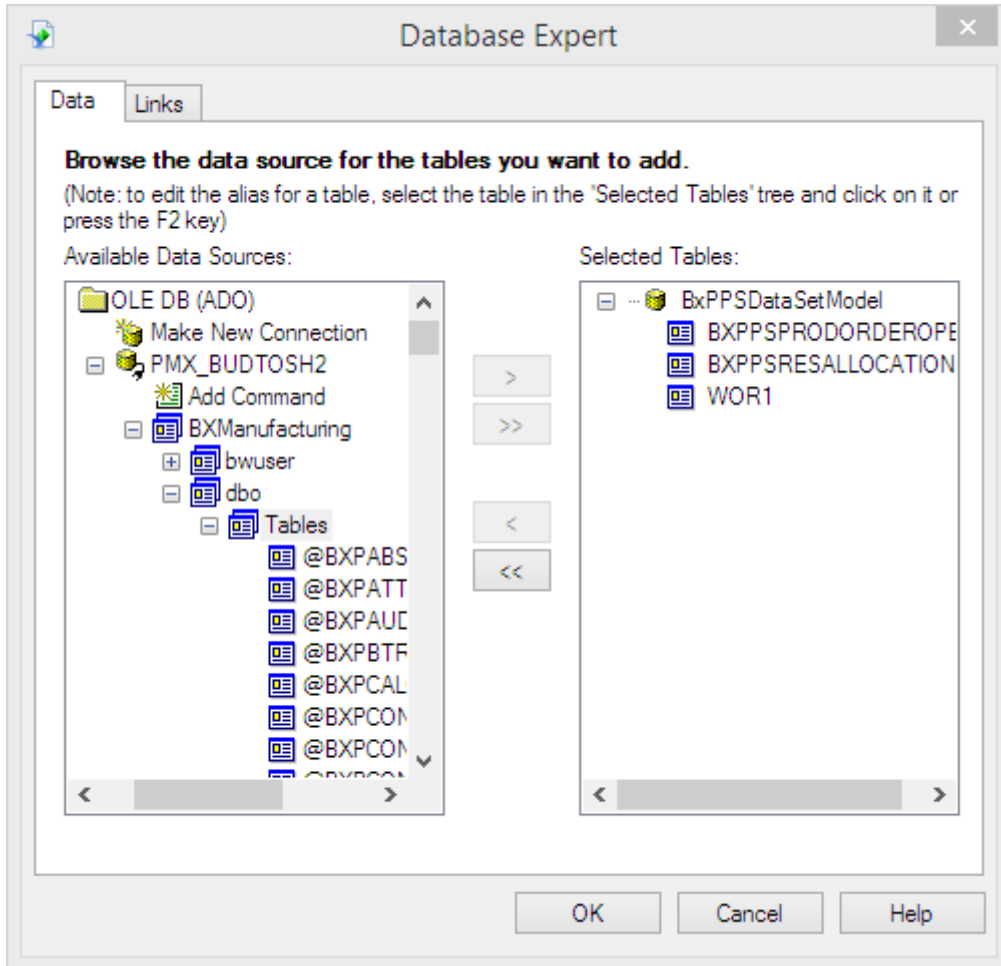 Database Expert
Data
Links
Browse the data source for the tables you want to add.
(Note: to edit the alias for a table, select the table in the 'Selected Tables' tree and click on it or
press the F2 key)
Available Data Sources:
OLE DB (ADO)
Make New Connection
PMX_BUDTOSH2
Add Command
BXManufacturing
bwuser
dbo
Tables
@BXPABS
@BXPATT
@BXPAUD
@BXPBTR
@BXPCAL
@BXPCON
@BXPCON
>
>>
<
<<
Selected Tables:
BxPPSDataSetModel
BXPPSPRODORDEROPE
BXPPSRESALLOCATION
WOR1
OK
Cancel
Help